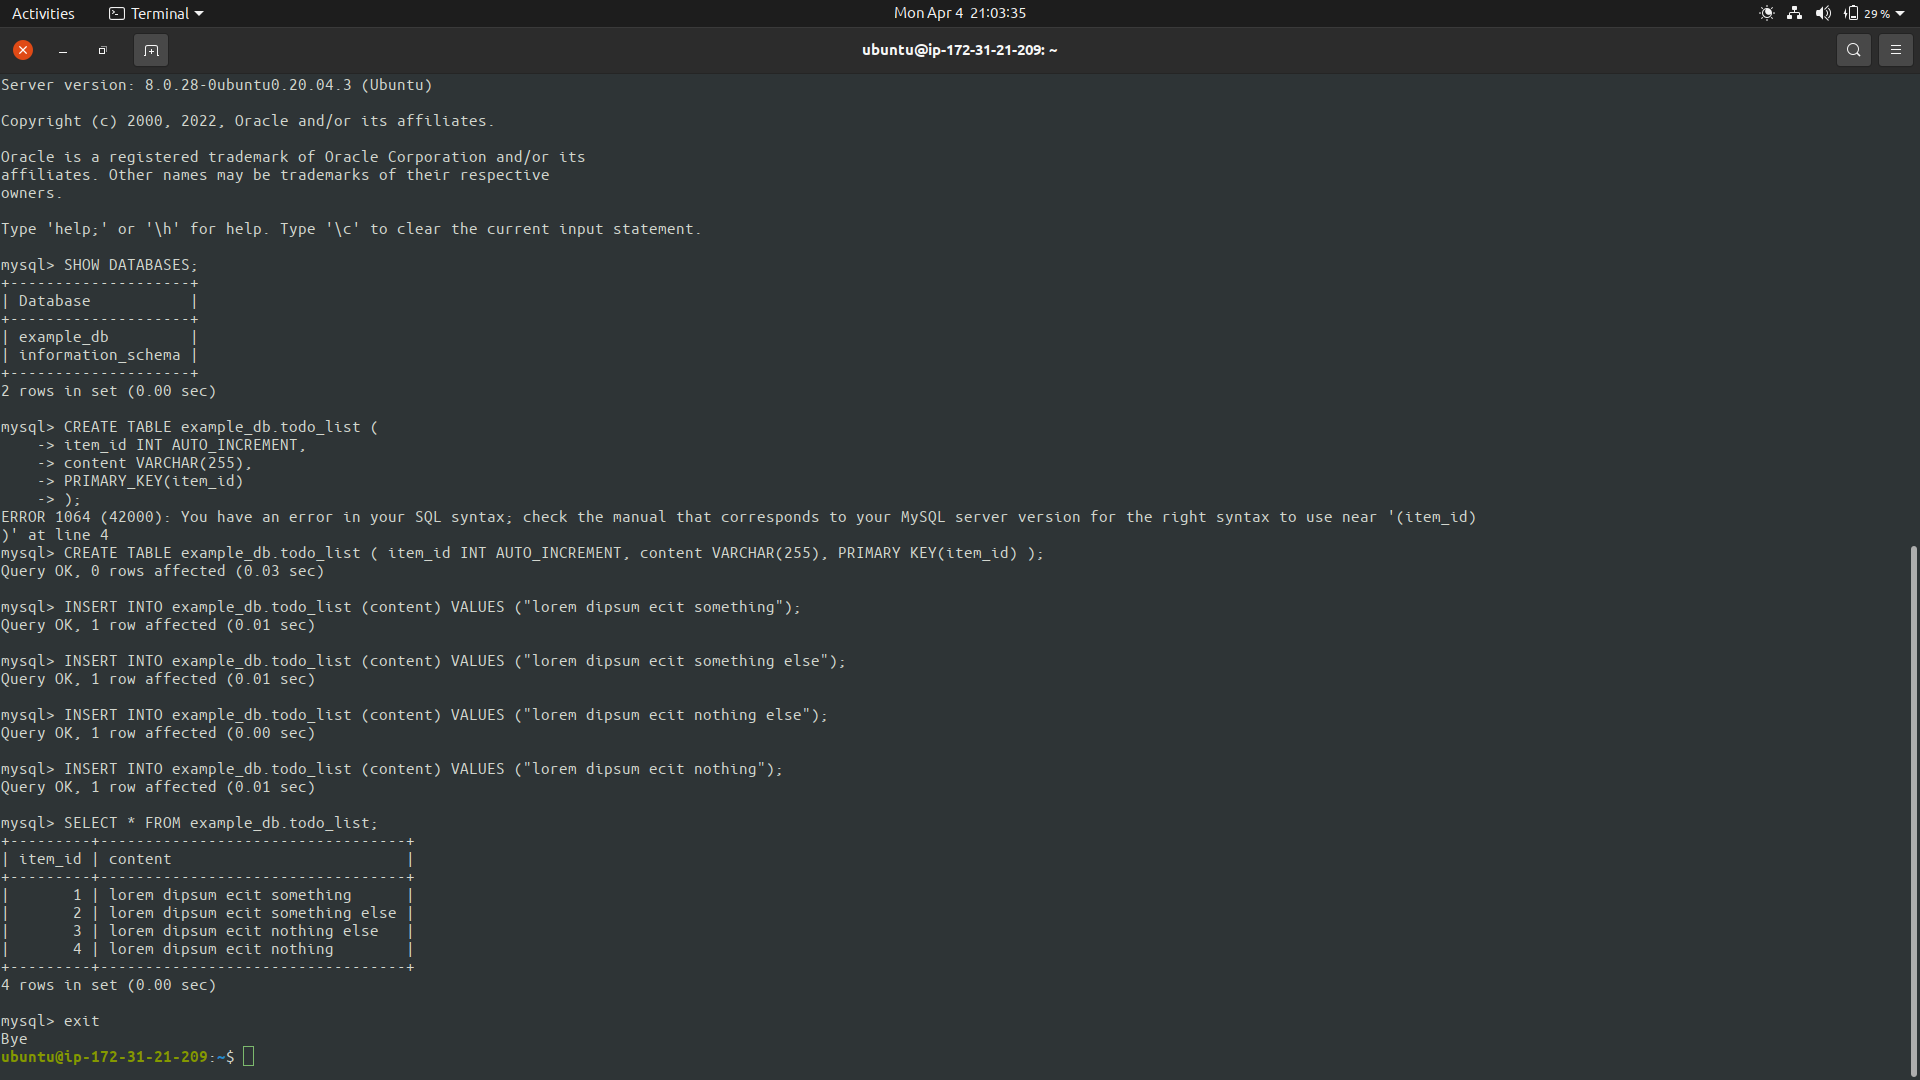 Activities Terminal Mon Apr 4 21:03:35 29 %
ubuntu@ip-172-31-21-209: ~
Server version: 8.0.28-0ubuntu0.20.04.3 (Ubuntu)
Copyright (c) 2000, 2022, Oracle and/or its affiliates.
Oracle is a registered trademark of Oracle Corporation and/or its
affiliates. Other names may be trademarks of their respective
owners.
Type 'help;' or '\h' for help. Type '\c' to clear the current input statement.
mysql> SHOW DATABASES;
+--------------------+
| Database           |
+--------------------+
| example_db         |
| information_schema |
+--------------------+
2 rows in set (0.00 sec)
mysql> CREATE TABLE example_db.todo_list (
    -> item_id INT AUTO_INCREMENT,
    -> content VARCHAR(255),
    -> PRIMARY_KEY(item_id)
    -> );
ERROR 1064 (42000): You have an error in your SQL syntax; check the manual that corresponds to your MySQL server version for the right syntax to use near '(item_id)
)' at line 4
mysql> CREATE TABLE example_db.todo_list ( item_id INT AUTO_INCREMENT, content VARCHAR(255), PRIMARY KEY(item_id) );
Query OK, 0 rows affected (0.03 sec)
mysql> INSERT INTO example_db.todo_list (content) VALUES ("lorem dipsum ecit something");
Query OK, 1 row affected (0.01 sec)
mysql> INSERT INTO example_db.todo_list (content) VALUES ("lorem dipsum ecit something else");
Query OK, 1 row affected (0.01 sec)
mysql> INSERT INTO example_db.todo_list (content) VALUES ("lorem dipsum ecit nothing else");
Query OK, 1 row affected (0.00 sec)
mysql> INSERT INTO example_db.todo_list (content) VALUES ("lorem dipsum ecit nothing");
Query OK, 1 row affected (0.01 sec)
mysql> SELECT * FROM example_db.todo_list;
+---------+----------------------------------+
| item_id | content                          |
+---------+----------------------------------+
|       1 | lorem dipsum ecit something      |
|       2 | lorem dipsum ecit something else |
|       3 | lorem dipsum ecit nothing else   |
|       4 | lorem dipsum ecit nothing        |
+---------+----------------------------------+
4 rows in set (0.00 sec)
mysql> exit
Bye
ubuntu@ip-172-31-21-209:~$